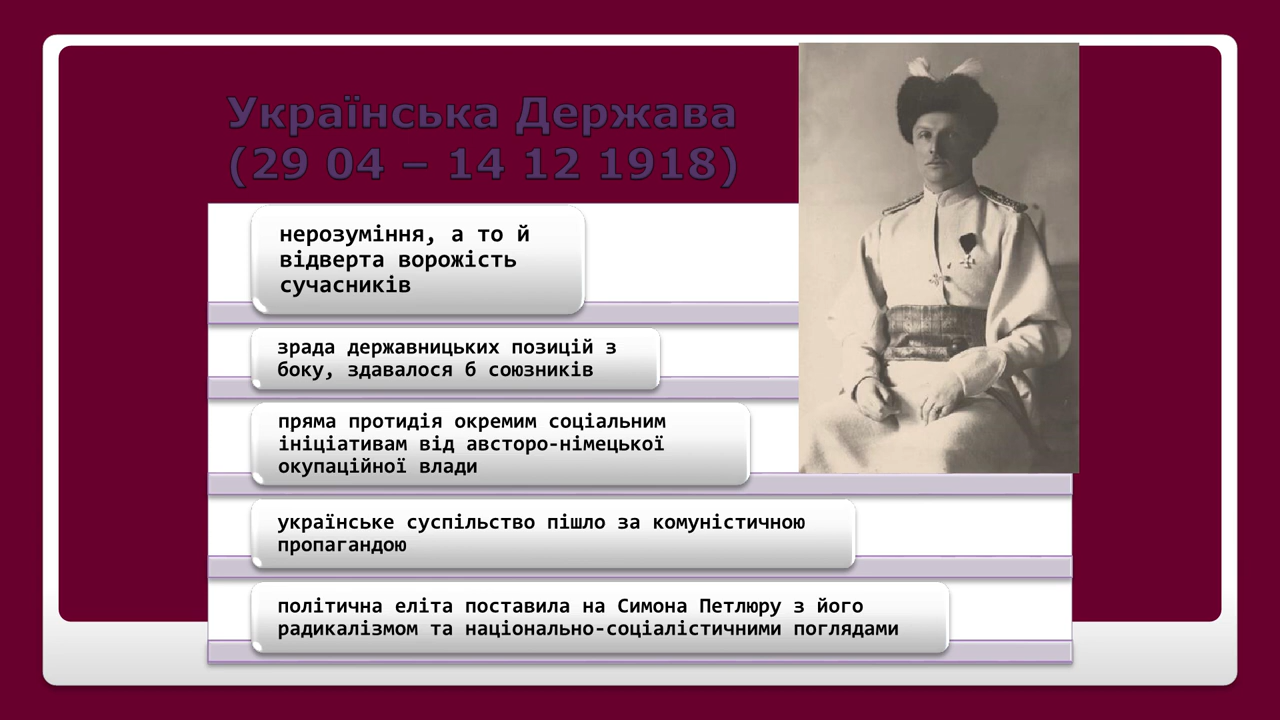 Українська Держава
(29 04 – 14 12 1918)
нерозуміння, а то й
відверта ворожість
сучасників
зрада державницьких позицій з
боку, здавалося б союзників
пряма протидія окремим соціальним
ініціативам від австоро-німецької
окупаційної влади
українське суспільство пішло за комуністичною
пропагандою
політична еліта поставила на Симона Петлюру з його
радикалізмом та національно-соціалістичними поглядами